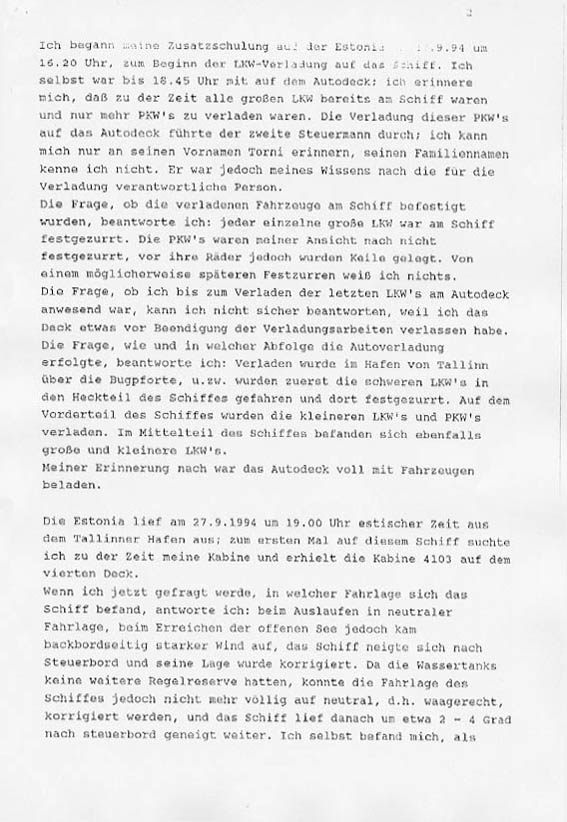 2
Ich begann meine Zusatzschulung auf der Estonia .9.94 um
16.20 Uhr, zum Beginn der LKW-Verladung auf das Schiff. Ich
selbst war bis 18.45 Uhr mit auf dem Autodeck; ich erinnere
mich, daß zu der Zeit alle großen LKW bereits am Schiff waren
und nur mehr PKW's zu verladen waren. Die Verladung dieser PKW's
auf das Autodeck führte der zweite Steuermann durch; ich kann
mich nur an seinen Vornamen Torni erinnern, seinen Familiennamen
kenne ich nicht. Er war jedoch meines Wissens nach die für die
Verladung verantwortliche Person.
Die Frage, ob die verladenen Fahrzeuge am Schiff befestigt
wurden, beantworte ich: jeder einzelne große LKW war am Schiff
festgezurrt. Die PKW's waren meiner Ansicht nach nicht
festgezurrt, vor ihre Räder jedoch wurden Keile gelegt. Von
einem möglicherweise späteren Festzurren weiß ich nichts.
Die Frage, ob ich bis zum Verladen der letzten LKW's am Autodeck
anwesend war, kann ich nicht sicher beantworten, weil ich das
Deck etwas vor Beendigung der Verladungsarbeiten verlassen habe.
Die Frage, wie und in welcher Abfolge die Autoverladung
erfolgte, beantworte ich: Verladen wurde im Hafen von Tallinn
über die Bugpforte, u.zw. wurden zuerst die schweren LKW's in
den Heckteil des Schiffes gefahren und dort festgezurrt. Auf dem
Vorderteil des Schiffes wurden die kleineren LKW's und PKW's
verladen. Im Mittelteil des Schiffes befanden sich ebenfalls
große und kleinere LKW's.
Meiner Erinnerung nach war das Autodeck voll mit Fahrzeugen
beladen.

Die Estonia lief am 27.9.1994 um 19.00 Uhr estischer Zeit aus
dem Tallinner Hafen aus; zum ersten Mal auf diesem Schiff suchte
ich zu der Zeit meine Kabine und erhielt die Kabine 4103 auf dem
vierten Deck.
Wenn ich jetzt gefragt werde, in welcher Fahrlage sich das
Schiff befand, antworte ich: beim Auslaufen in neutraler
Fahrlage, beim Erreichen der offenen See jedoch kam
backbordseitig starker Wind auf, das Schiff neigte sich nach
Steuerbord und seine Lage wurde korrigiert. Da die Wassertanks
keine weitere Regelreserve hatten, konnte die Fahrlage des
Schiffes jedoch nicht mehr völlig auf neutral, d.h. waagerecht,
korrigiert werden, und das Schiff lief danach um etwa 2 - 4 Grad
nach steuerbord geneigt weiter. Ich selbst befand mich, als